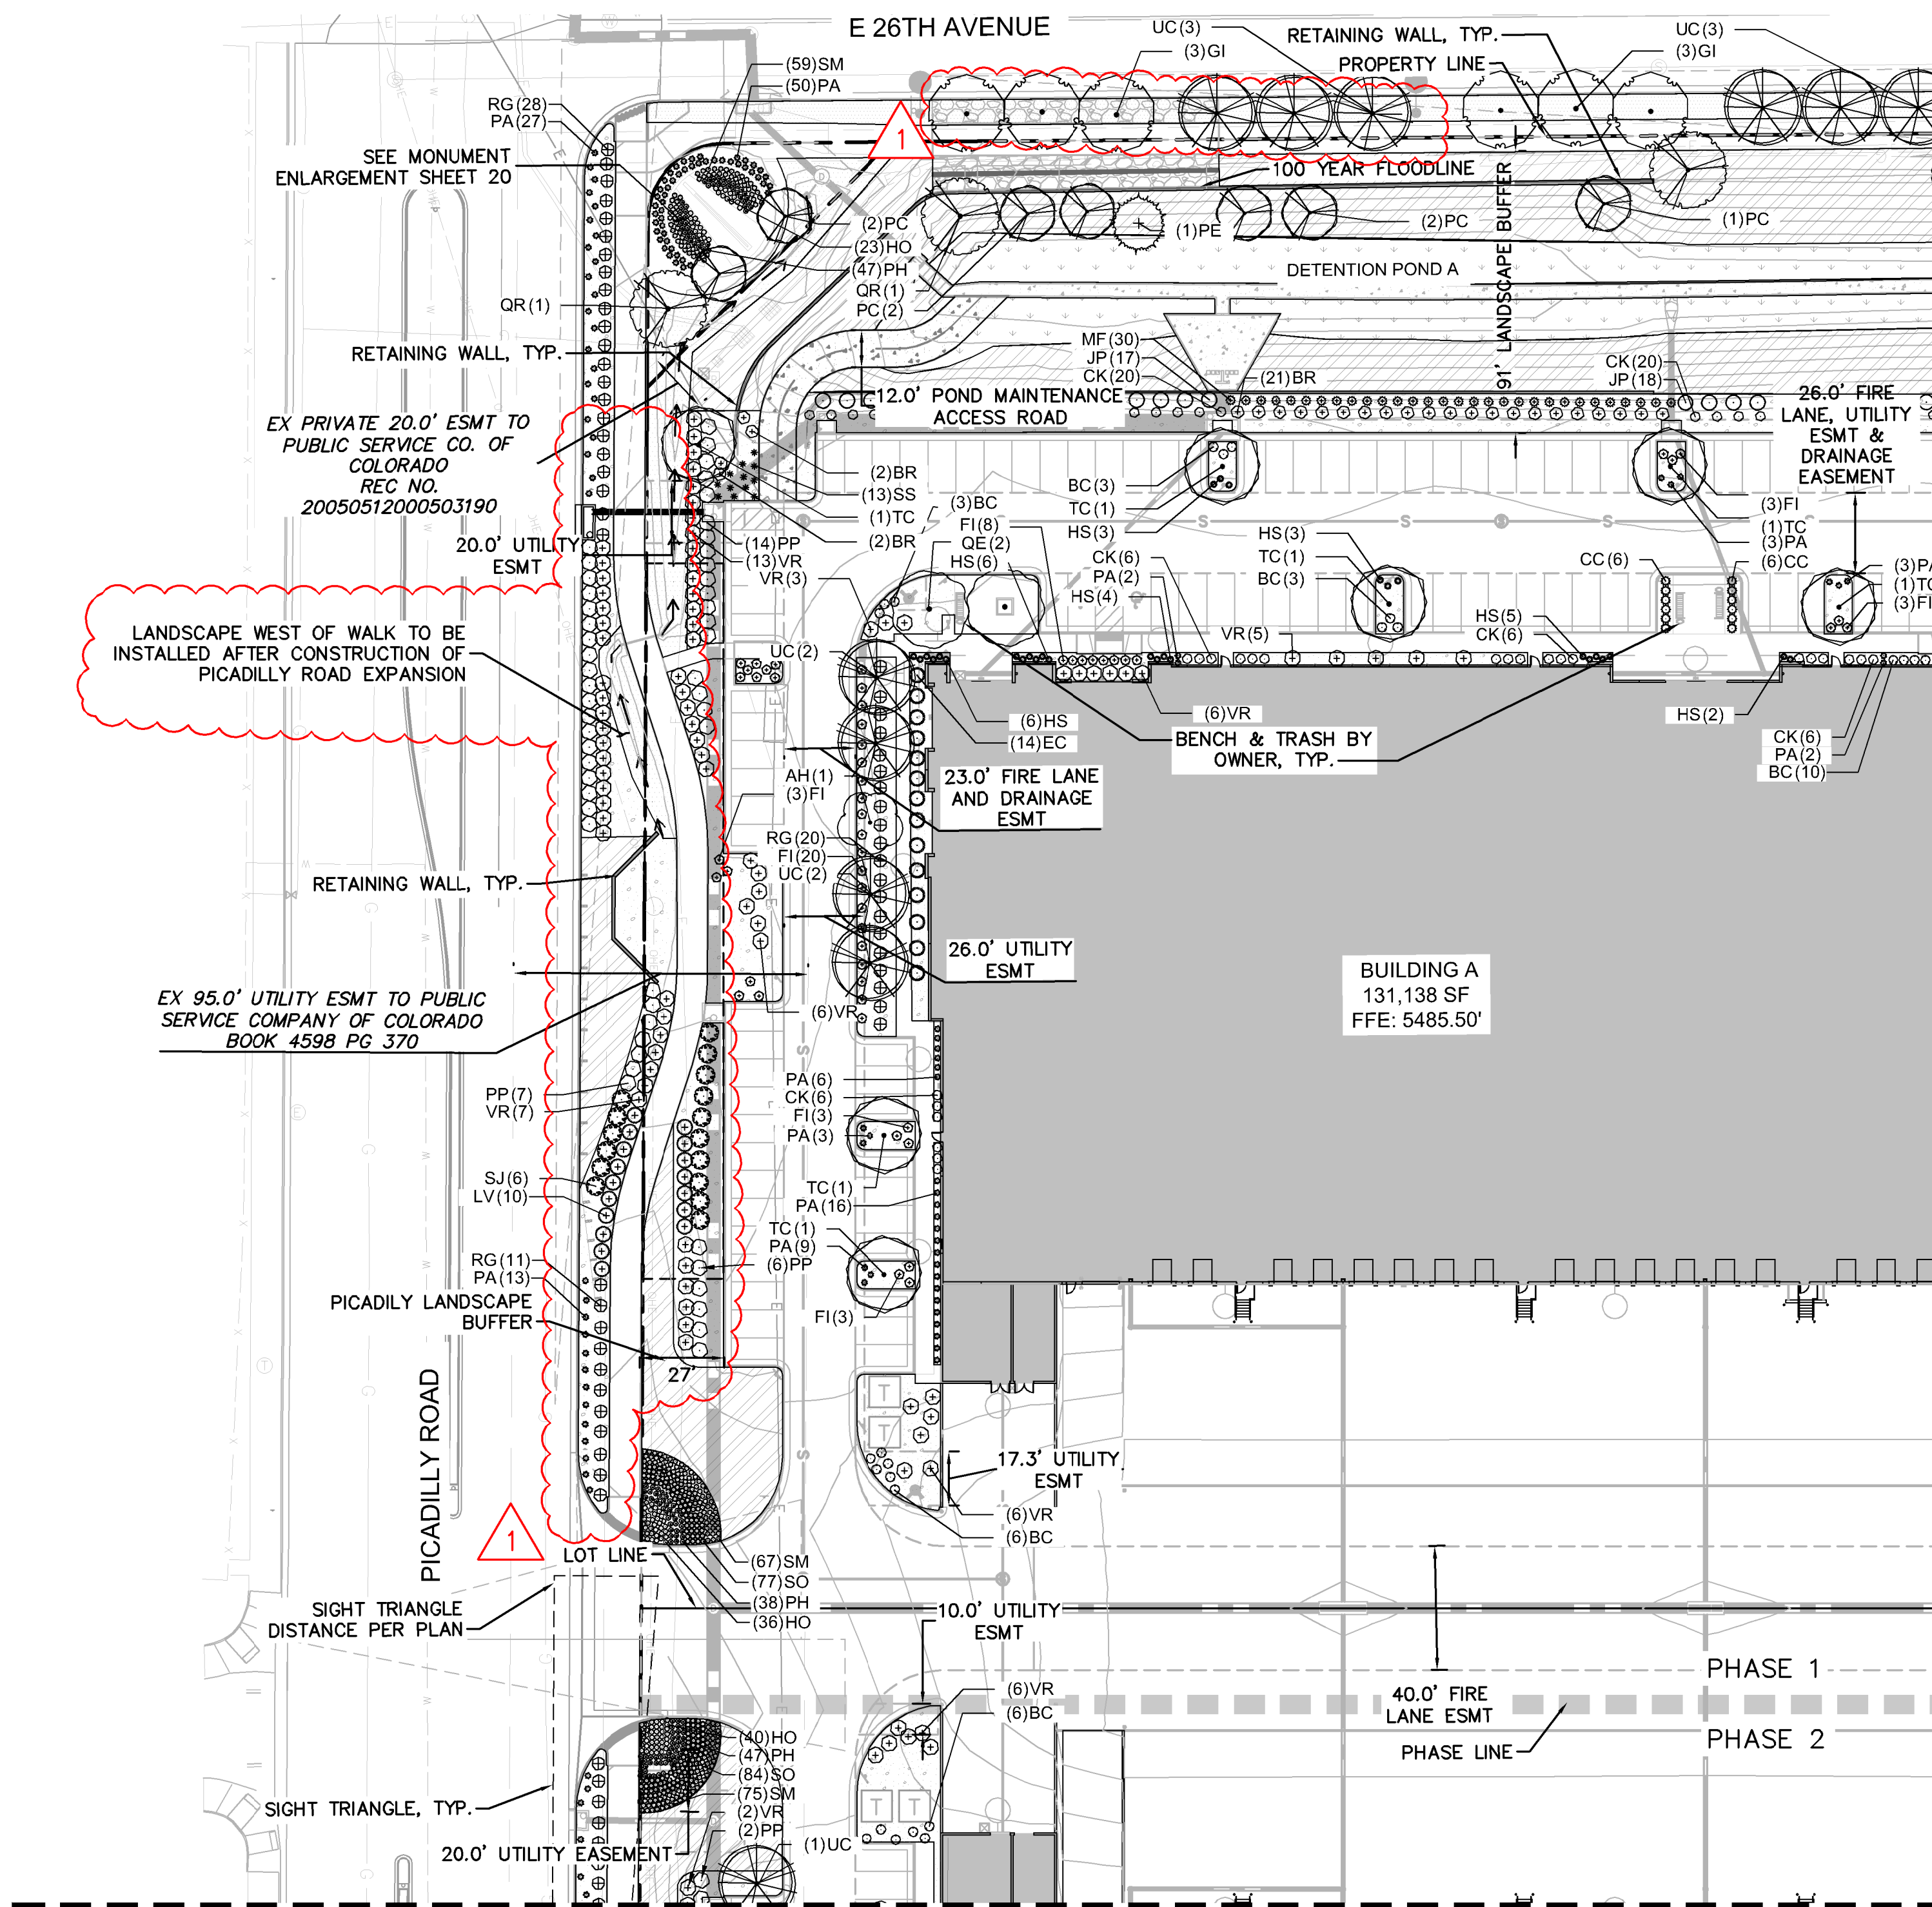 E 26TH AVENUE
UC(3)
(3)GI
RETAINING WALL, TYP.
PROPERTY LINE
UC(3)
(3)GI
(59)SM
(50)PA
RG(28)
PA(27)
1
SEE MONUMENT
ENLARGEMENT SHEET 20
100 YEAR FLOODLINE
91' LANDSCAPE BUFFER
(2)PC
(23)HO
(47)PH
QR(1)
PC(2)
(1)PE
(2)PC
(1)PC
DETENTION POND A
QR(1)
RETAINING WALL, TYP.
MF(30)
JP(17)
CK(20)
(21)BR
CK(20)
JP(18)
12.0' POND MAINTENANCE
ACCESS ROAD
26.0' FIRE
LANE, UTILITY
ESMT &
DRAINAGE
EASEMENT
EX PRIVATE 20.0' ESMT TO
PUBLIC SERVICE CO. OF
COLORADO
REC NO.
200505120000503190
(2)BR
(13)SS
(1)TC
(2)BR
(3)BC
FI(8)
QE(2)
HS(6)
BC(3)
TC(1)
HS(3)
(3)FI
(1)TC
(3)PA
20.0' UTILITY
ESMT
(14)PP
(13)VR
VR(3)
CK(6)
PA(2)
HS(4)
HS(3)
TC(1)
BC(3)
CC(6)
(6)CC
(3)PA
(1)TC
(3)FI
VR(5)
HS(5)
CK(6)
LANDSCAPE WEST OF WALK TO BE
INSTALLED AFTER CONSTRUCTION OF
PICADILLY ROAD EXPANSION
UC(2)
(6)HS
(14)EC
(6)VR
BENCH & TRASH BY
OWNER, TYP.
HS(2)
CK(6)
PA(2)
BC(10)
AH(1)
(3)FI
23.0' FIRE LANE
AND DRAINAGE
ESMT
RG(20)
FI(20)
UC(2)
RETAINING WALL, TYP.
26.0' UTILITY
ESMT
BUILDING A
131,138 SF
FFE: 5485.50'
EX 95.0' UTILITY ESMT TO PUBLIC
SERVICE COMPANY OF COLORADO
BOOK 4598 PG 370
(6)VR
PP(7)
VR(7)
PA(6)
CK(6)
FI(3)
PA(3)
SJ(6)
LV(10)
TC(1)
PA(16)
TC(1)
PA(9)
(6)PP
RG(11)
PA(13)
PICADILY LANDSCAPE
BUFFER
FI(3)
27'
PICADILLY ROAD
T
T
17.3' UTILITY
ESMT
(6)VR
(6)BC
1
LOT LINE
(67)SM
(77)SO
(38)PH
(36)HO
SIGHT TRIANGLE
DISTANCE PER PLAN
10.0' UTILITY
ESMT
PHASE 1
(6)VR
(6)BC
40.0' FIRE
LANE ESMT
PHASE LINE
PHASE 2
(40)HO
(47)PH
(84)SO
(75)SM
(2)VR
(2)PP
(1)UC
T
T
SIGHT TRIANGLE, TYP.
20.0' UTILITY EASEMENT